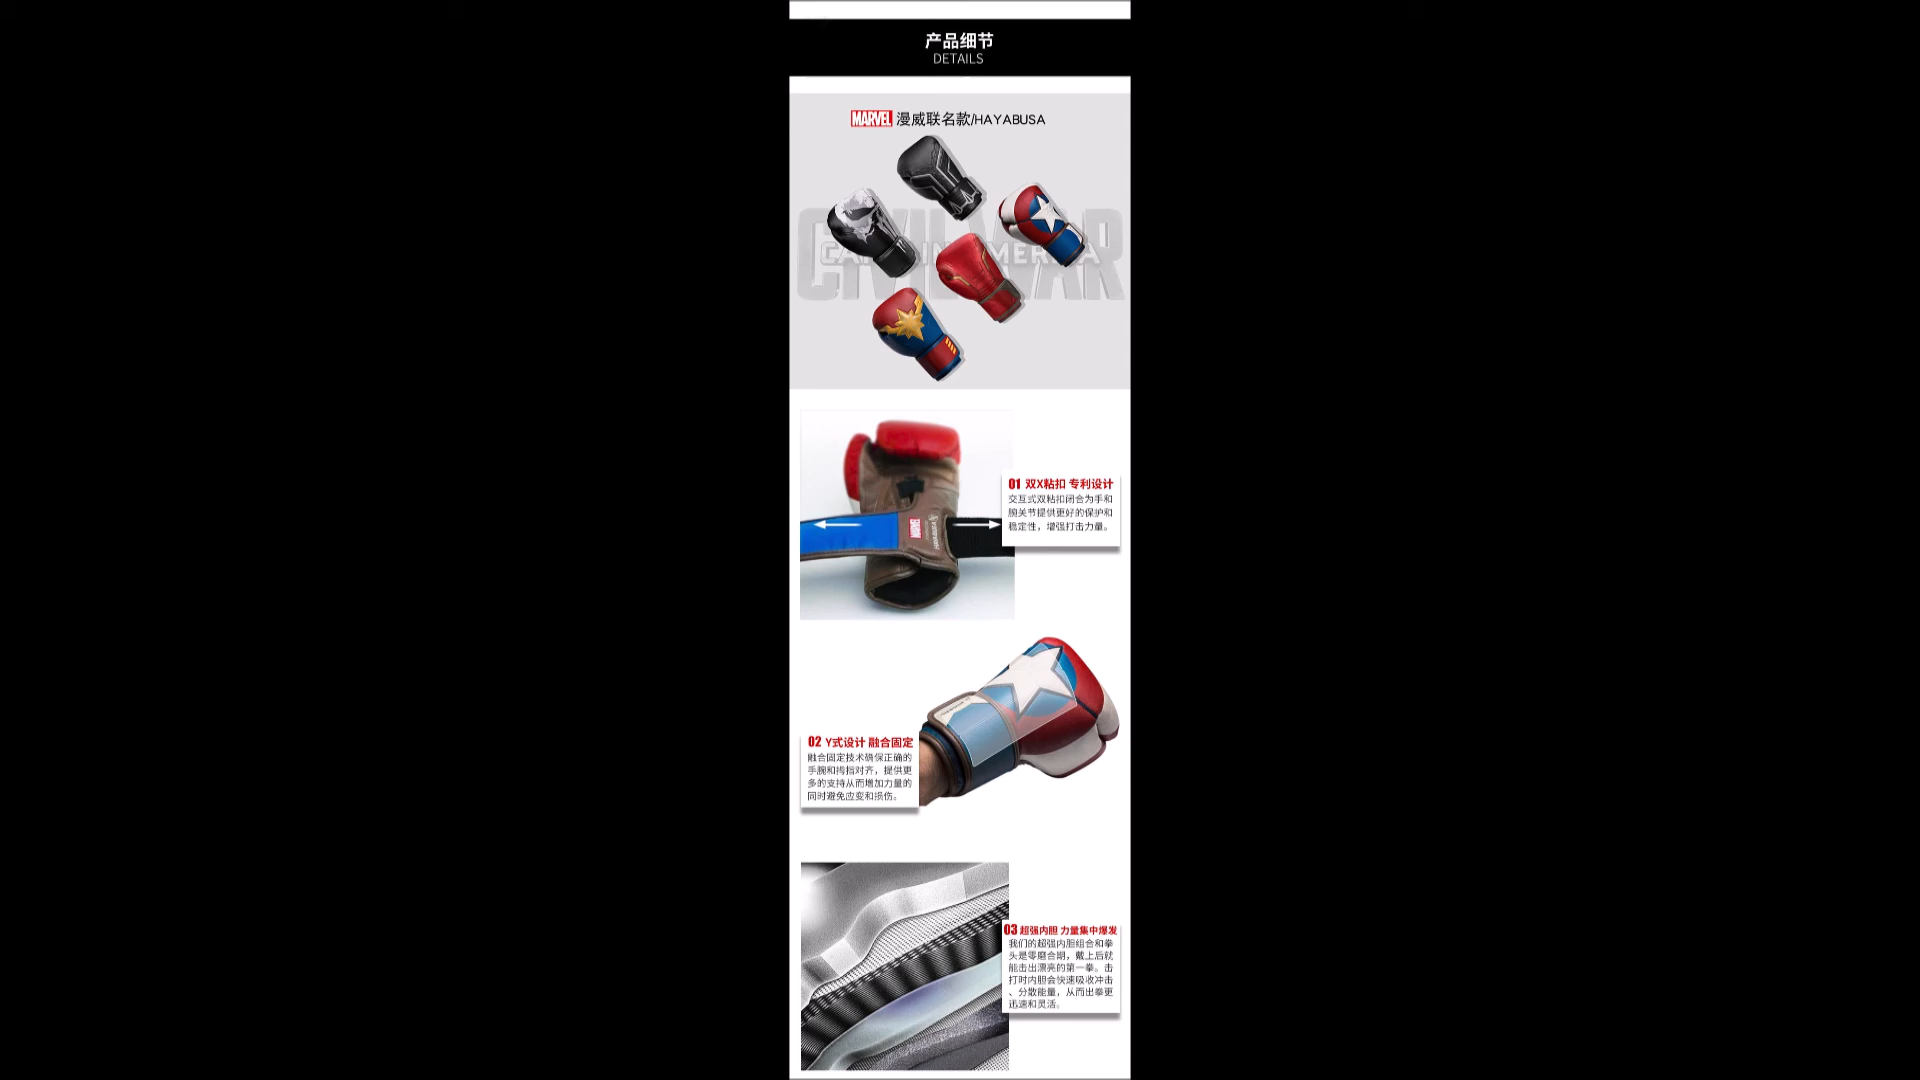 产品细节
DETAILS
MARVEL 漫威联名款/HAYABUSA
CIVIL WAR
CAPTAIN AMERICA
MARVEL
01 双X粘扣 专利设计
交互式双粘扣闭合为手和
腕关节提供更好的保护和
稳定性，增强打击力量。
02 Y式设计 融合固定
融合固定技术确保正确的
手腕和拇指对齐，提供更
多的支持从而增加力量的
同时避免应变和损伤。
03 超强内胆 力量集中爆发
我们的超强内胆组合和拳
头是零磨合期，戴上后就
能击出漂亮的第一拳。击
打时内胆会快速吸收冲击
、分散能量，从而出拳更
迅速和灵活。